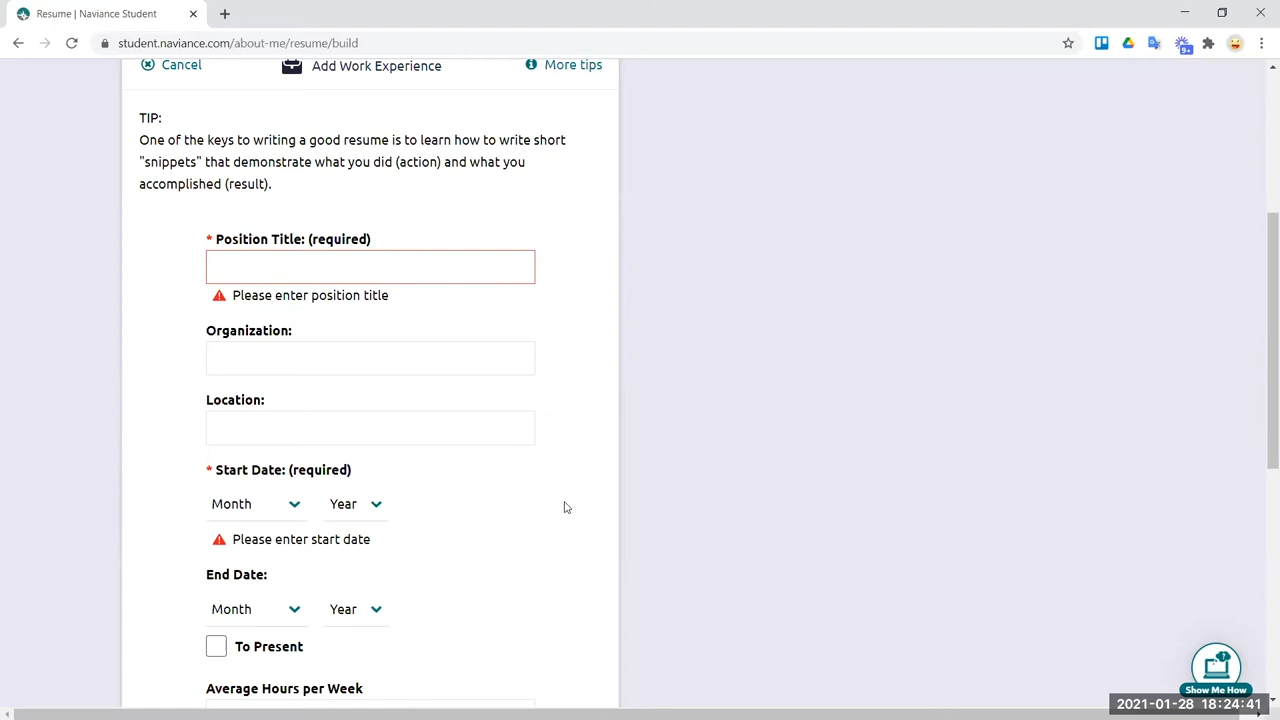 Resume | Naviance Student
student.naviance.com/about-me/resume/build
9+
Cancel
Add Work Experience
More tips
TIP:
One of the keys to writing a good resume is to learn how to write short
"snippets" that demonstrate what you did (action) and what you
accomplished (result).
* Position Title: (required)
Please enter position title
Organization:
Location:
* Start Date: (required)
Month Year
Please enter start date
End Date:
Month Year
To Present
Average Hours per Week
Show Me How
2021-01-28 18:24:41